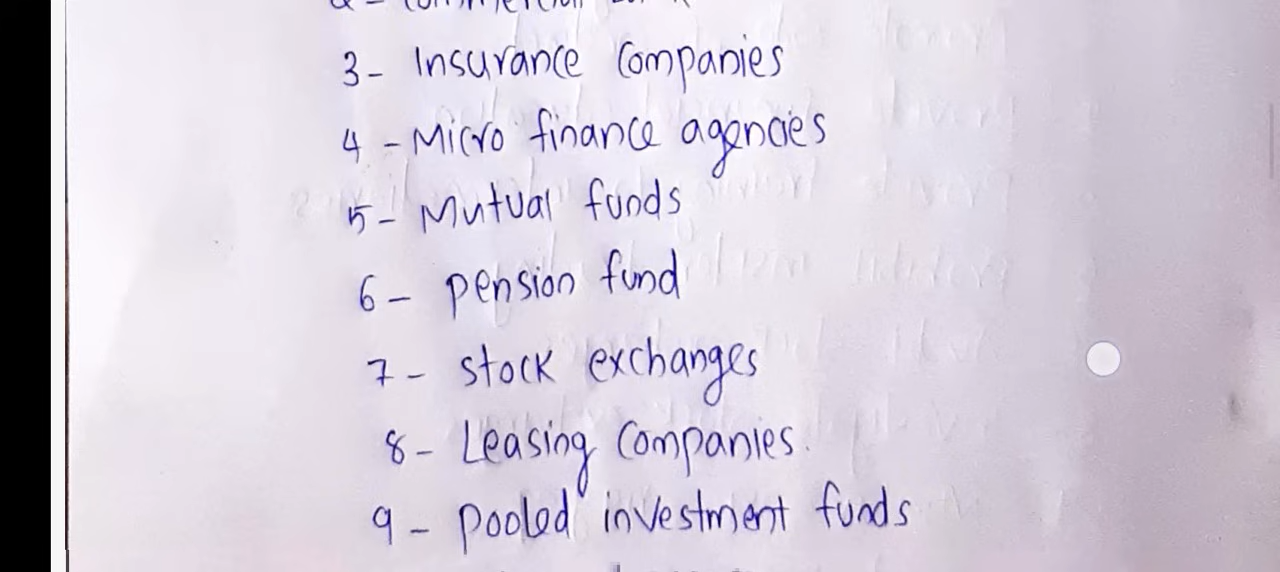 3- Insurance Companies
4 - Micro finance agencies
5- Mutual funds
6- pension fund
7- stock exchanges
8- Leasing Companies.
9- pooled investment funds